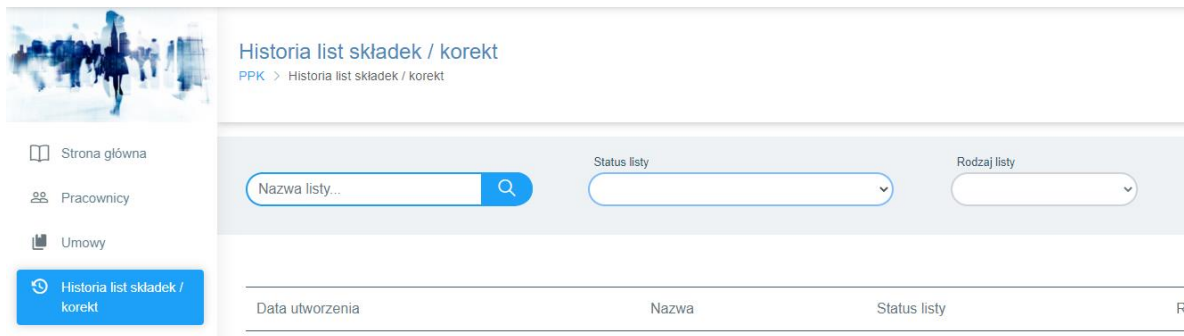 Historia list składek / korekt
PPK > Historia list składek / korekt
Strona główna
Pracownicy
Umowy
Historia list składek /
korekt
Status listy
Rodzaj listy
Nazwa listy...
Data utworzenia
Nazwa
Status listy
R